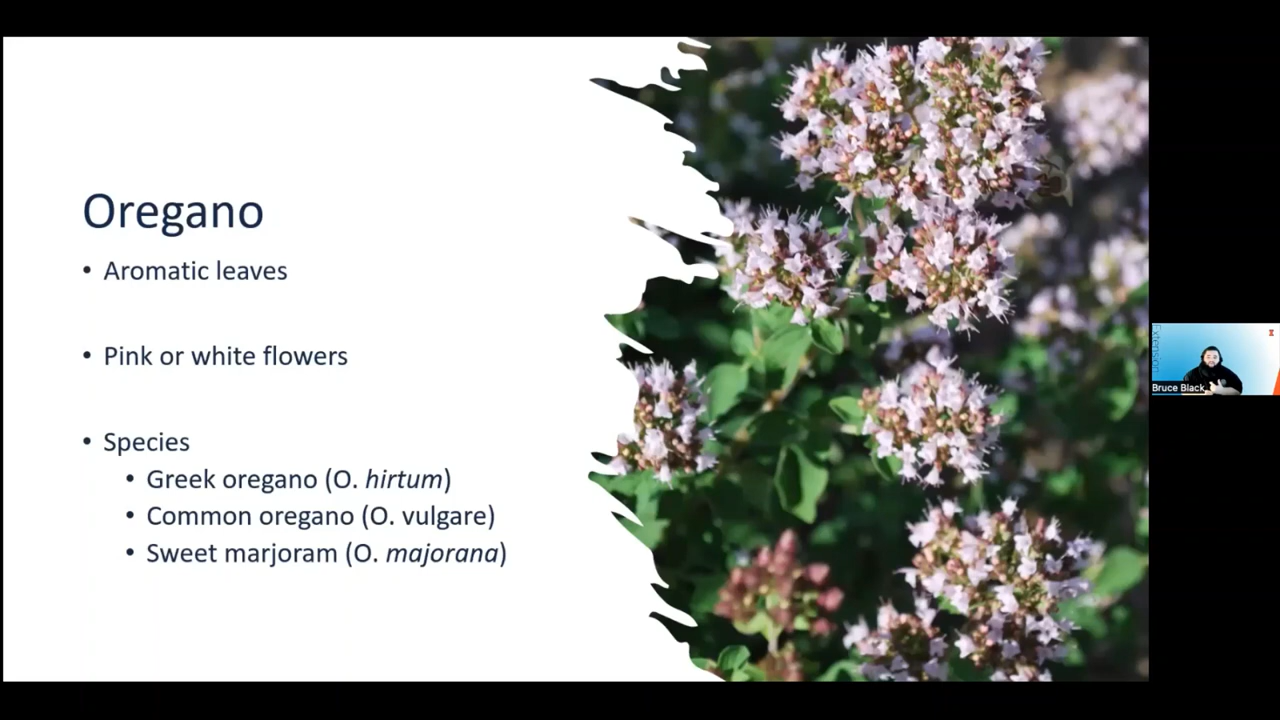 Oregano
• Aromatic leaves
• Pink or white flowers
• Species
• Greek oregano (O. hirtum)
• Common oregano (O. vulgare)
• Sweet marjoram (O. majorana)
Extension
Bruce Black